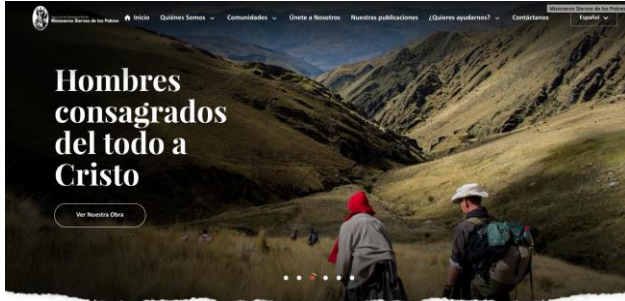 Misioneros Siervos de los Pobres
Misioneros Siervos de los Pobres
Inicio
Quiénes Somos
Comunidades
Únete a Nosotros
Nuestras publicaciones
¿Quieres ayudarnos?
Contáctanos
Español
Hombres
consagrados
del todo a
Cristo
Ver Nuestra Obra